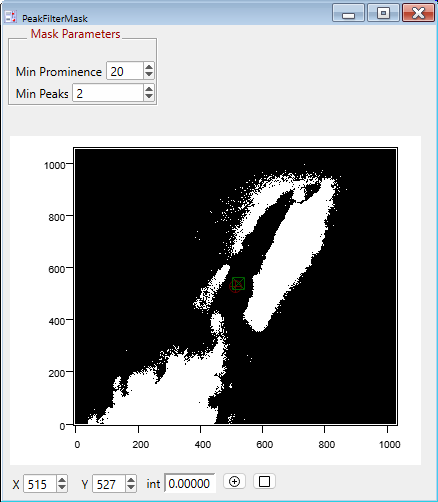 PeakFilterMask
Mask Parameters
Min Prominence 20
Min Peaks 2
1000
800
600
400
200
0
0 200 400 600 800 1000
X 515 Y 527 int 0.00000